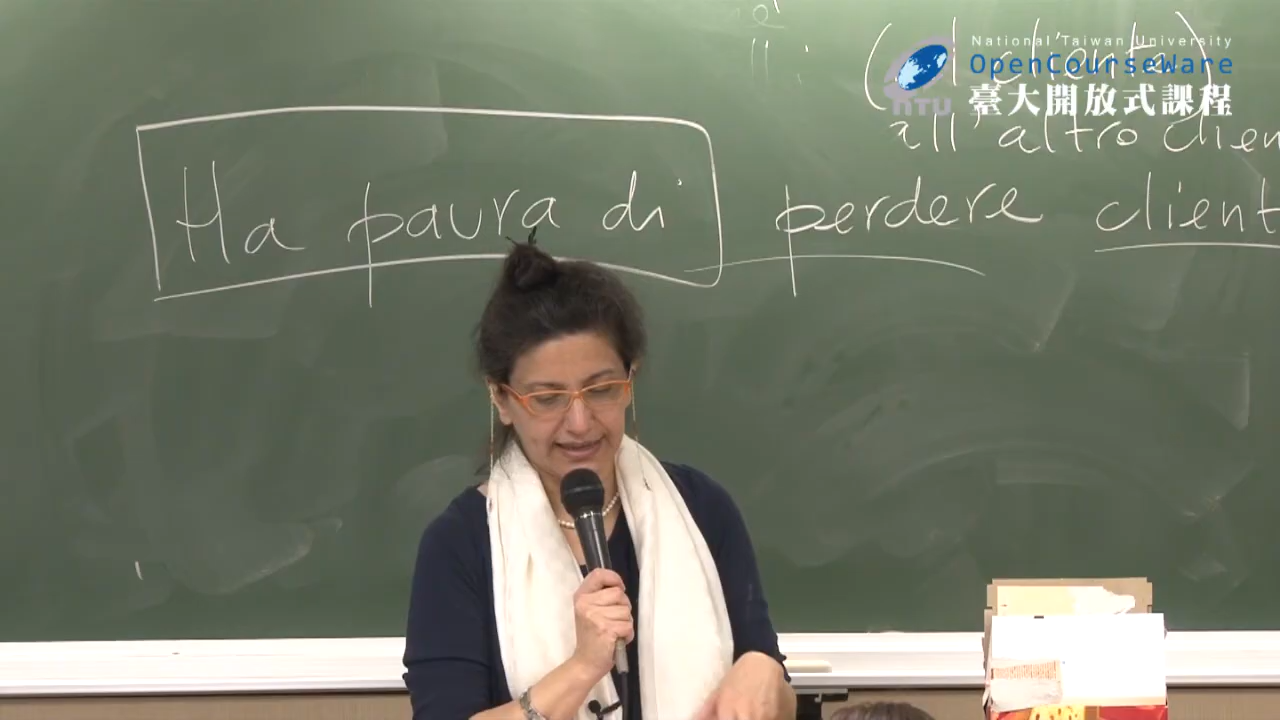 National Taiwan University
OpenCourseWare
臺大開放式課程
NTU
all'altro clien
Ha paura di perdere client